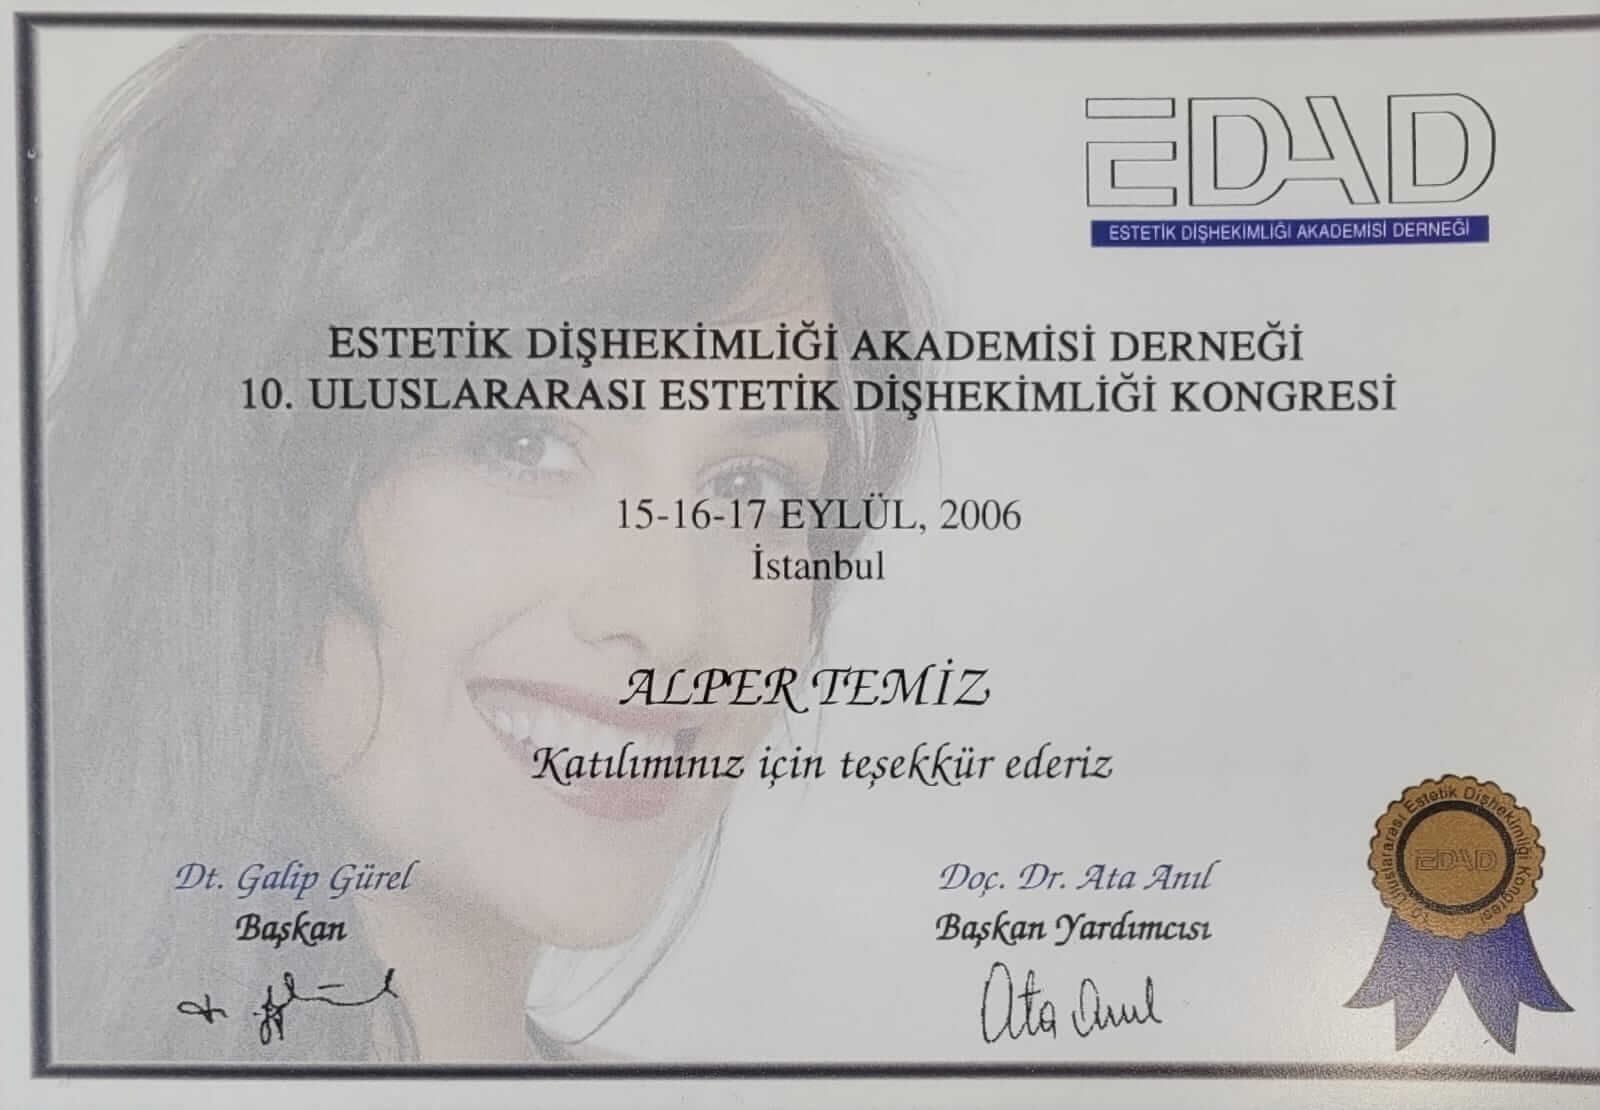 EDAD
ESTETİK DİŞHEKİMLİĞİ AKADEMİSİ DERNEĞİ
ESTETİK DİŞHEKİMLİĞİ AKADEMİSİ DERNEĞİ
10. ULUSLARARASI ESTETİK DİŞHEKİMLİĞİ KONGRESİ
15-16-17 EYLÜL, 2006
İstanbul
ALPER TEMİZ
Katılımınız için teşekkür ederiz
Dt. Galip Gürel
Başkan
Doç. Dr. Ata Anıl
Başkan Yardımcısı
Ata Anıl
10. Uluslararası Estetik Dişhekimliği Kongresi
EDAD